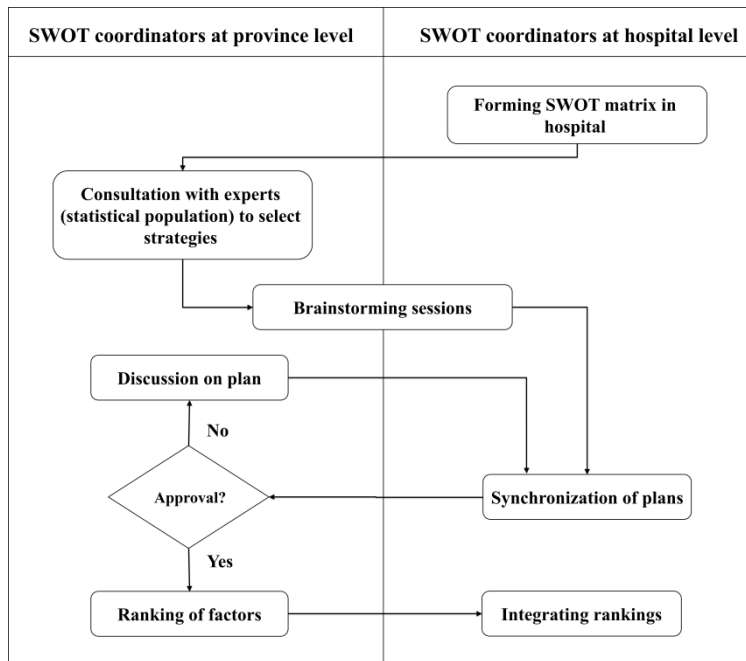 SWOT coordinators at province level
SWOT coordinators at hospital level
Forming SWOT matrix in
hospital
Consultation with experts
(statistical population) to select
strategies
Brainstorming sessions
Discussion on plan
No
Approval?
Synchronization of plans
Yes
Ranking of factors
Integrating rankings